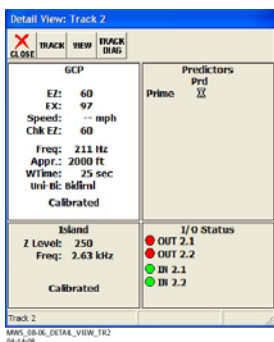 Detail View: Track 2
CLOSE TRACK VIEW TRACK DIAG
GCP
EZ: 60
EX: 97
Speed: -- mph
Chk EZ: 60
Freq: 211 Hz
Appr.: 2000 ft
WTime: 25 sec
Uni-Bi: Bidirnl
Calibrated
Predictors
Prd
Prime
Island
Z Level: 250
Freq: 2.63 kHz
Calibrated
I/O Status
OUT 2.1
OUT 2.2
IN 2.1
IN 2.2
Track 2
MWS_08-06_DETAIL_VIEW_TR2
04-14-08